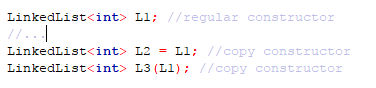 LinkedList<int> L1; //regular constructor
//...
LinkedList<int> L2 = L1; //copy constructor
LinkedList<int> L3(L1); //copy constructor